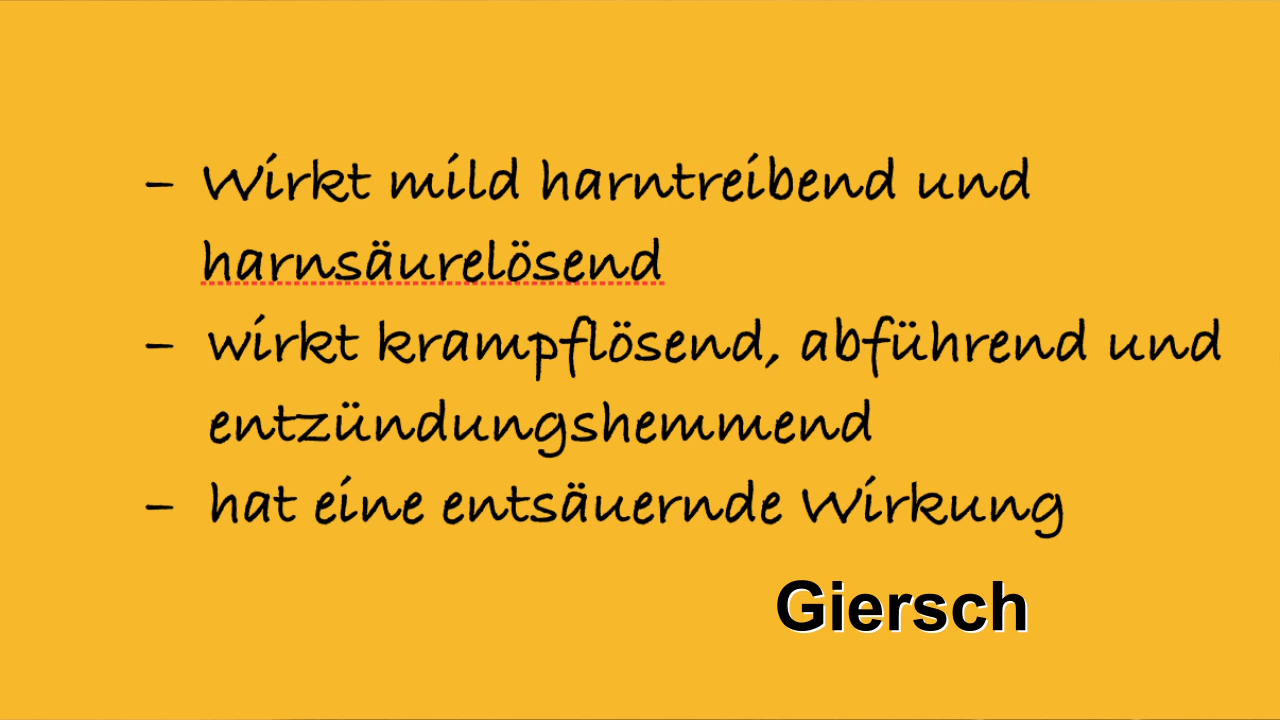 – Wirkt mild harntreibend und
harnsäurelösend
– wirkt krampflösend, abführend und
entzündungshemmend
– hat eine entsäuernde Wirkung
Giersch